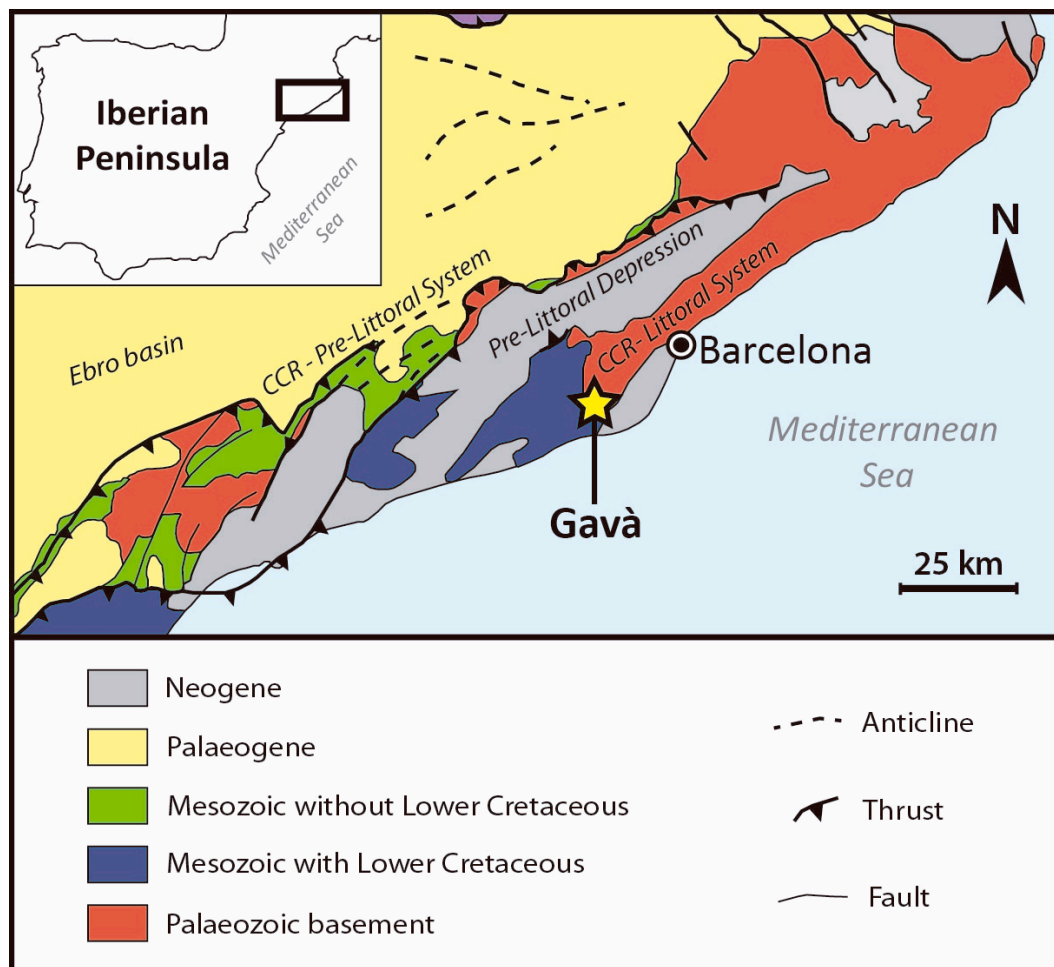 Iberian
Peninsula
Mediterranean
Sea
N
CCR - Pre-Littoral System
Pre-Littoral Depression
CCR- Littoral System
Ebro basin
Barcelona
Mediterranean
Sea
Gavà
25 km
Neogene
Palaeogene
Mesozoic without Lower Cretaceous
Mesozoic with Lower Cretaceous
Palaeozoic basement
Anticline
Thrust
Fault